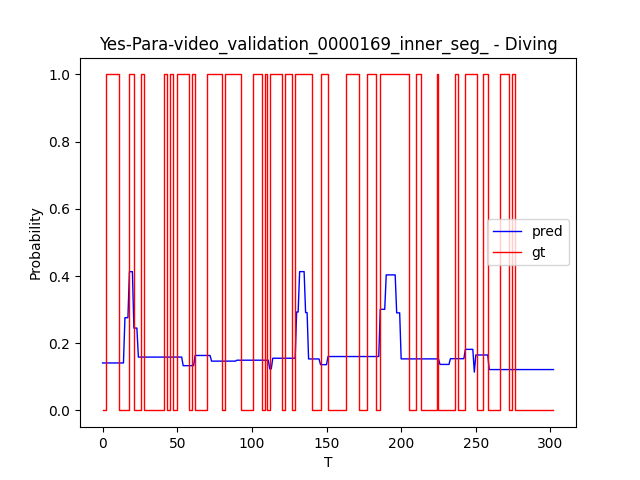 Yes-Para-video_validation_0000169_inner_seg_ - Diving
1.0
0.8
0.6
0.4
0.2
0.0
Probability
pred
gt
0 50 100 150 200 250 300
T